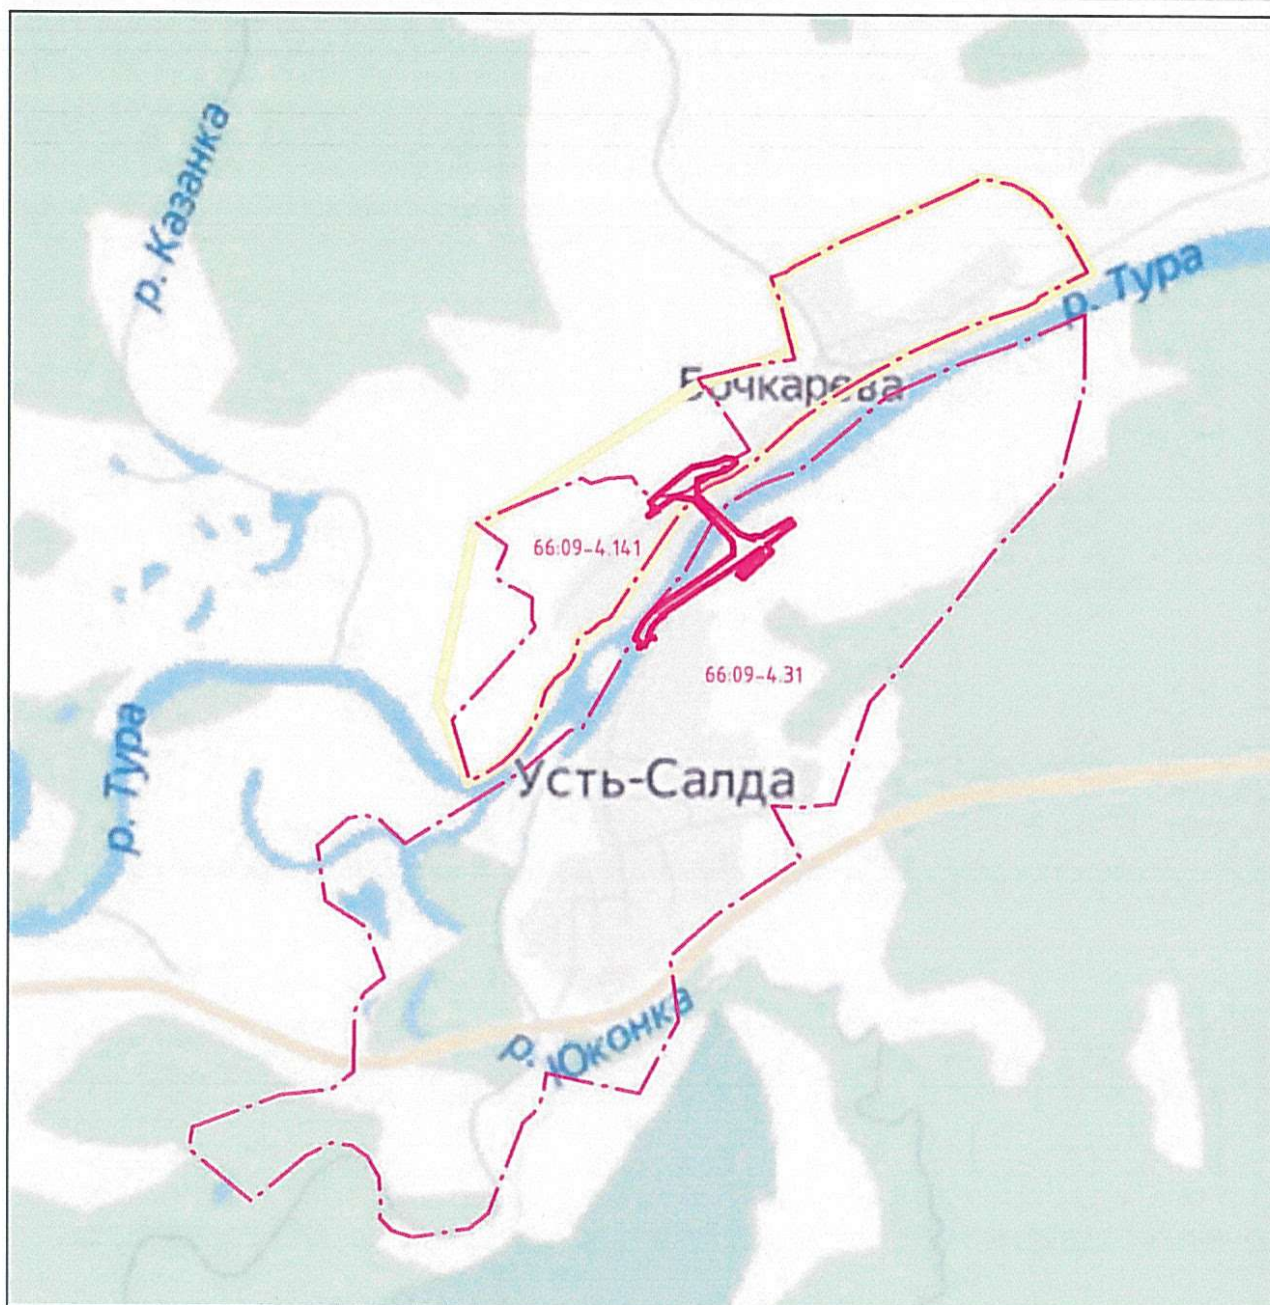 р. Казанка
р. Тура
Бочкарева
66:09-4.141
66:09-4.31
р. Тура
Усть-Салда
р. Юконка